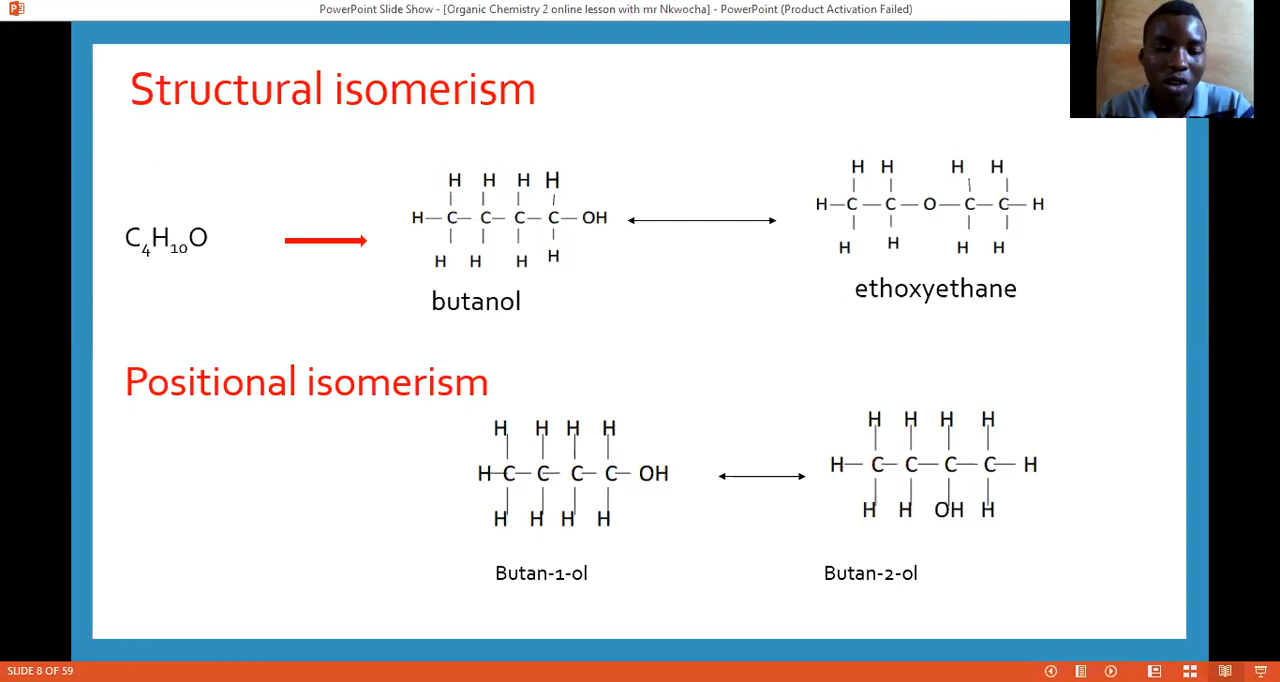 PowerPoint Slide Show - [Organic Chemistry 2 online lesson with mr Nkwocha] - PowerPoint (Product Activation Failed)
Structural isomerism
H H H H
H—C—C—C—C—OH
H H H H
butanol
H H H H
H—C—C—O—C—C—H
H H H H
ethoxyethane
C₄H₁₀O
Positional isomerism
H H H H
H—C—C—C—C—OH
H H H H
Butan-1-ol
H H H H
H—C—C—C—C—H
H H OH H
Butan-2-ol
SLIDE 8 OF 59